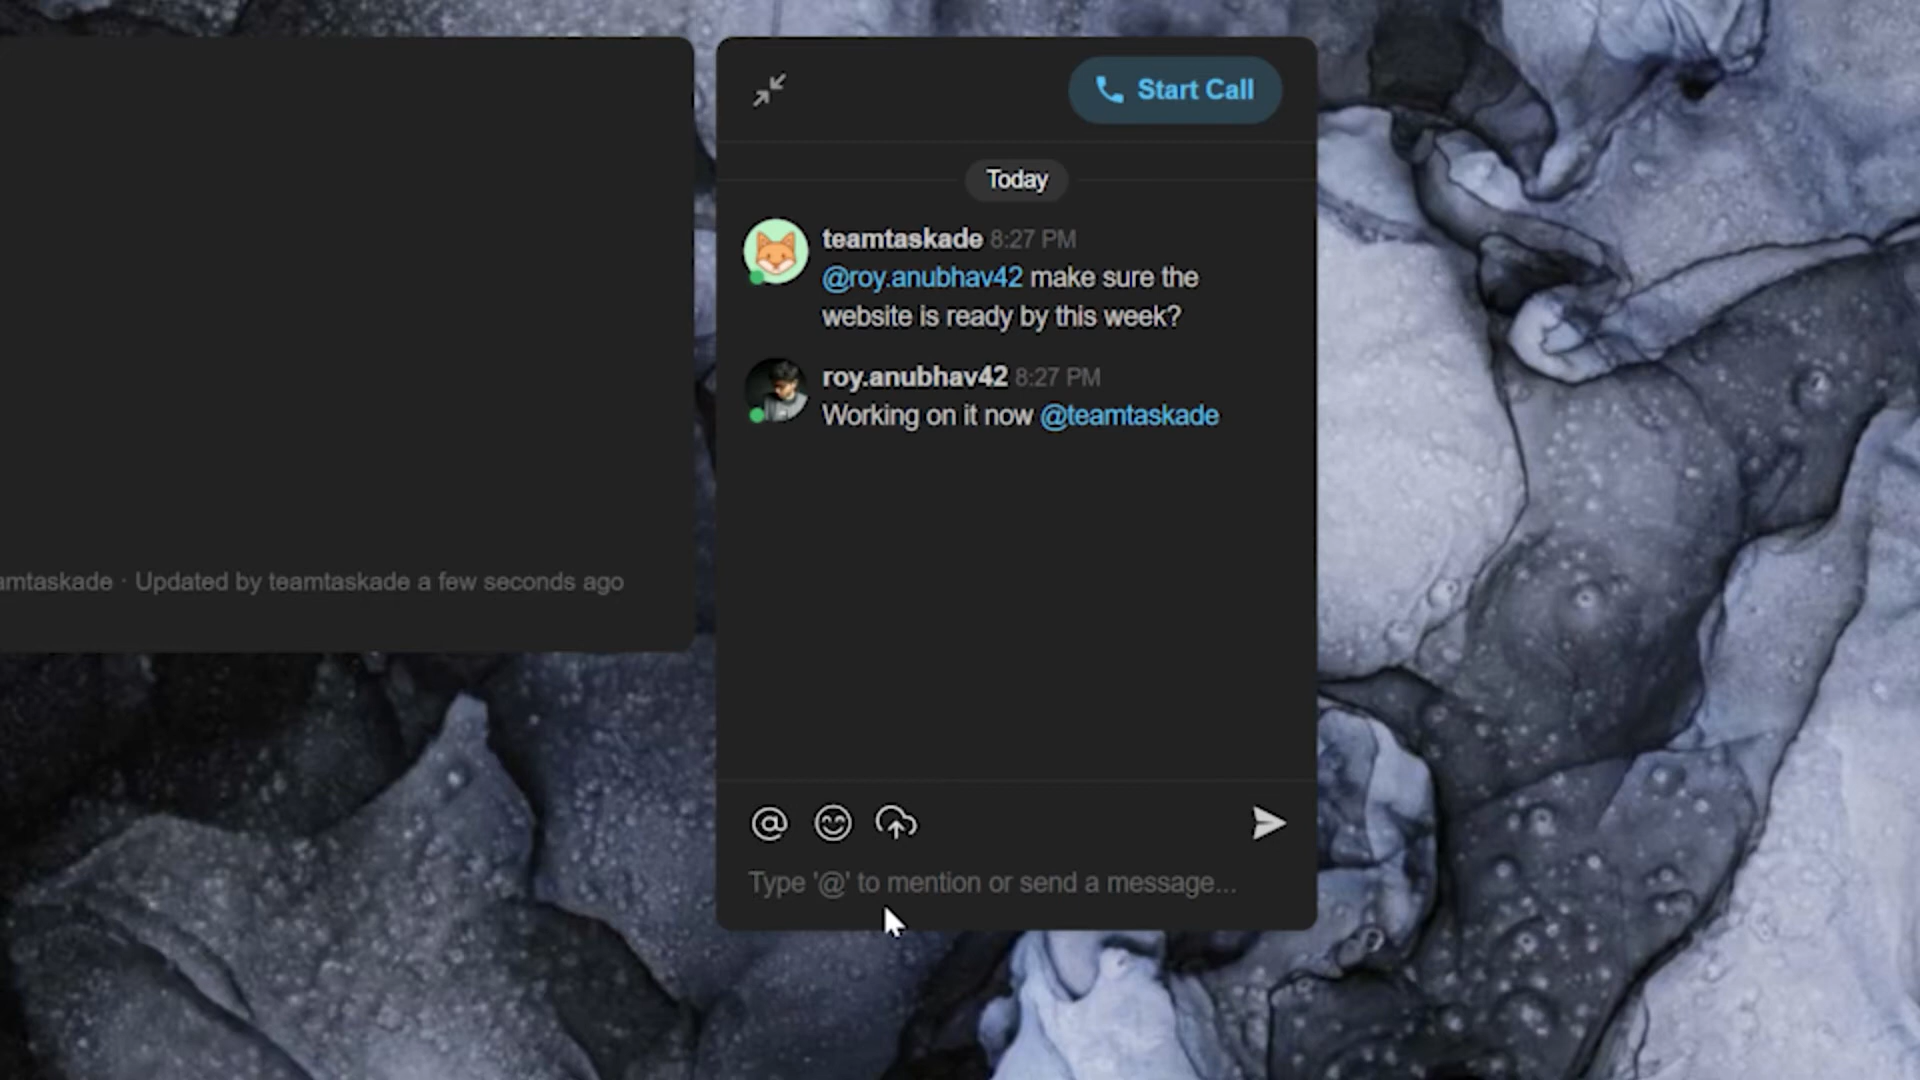 Start Call
Today
teamtaskade 8:27 PM
@roy.anubhav42 make sure the
website is ready by this week?
roy.anubhav42 8:27 PM
Working on it now @teamtaskade
amtaskade · Updated by teamtaskade a few seconds ago
Type '@' to mention or send a message...